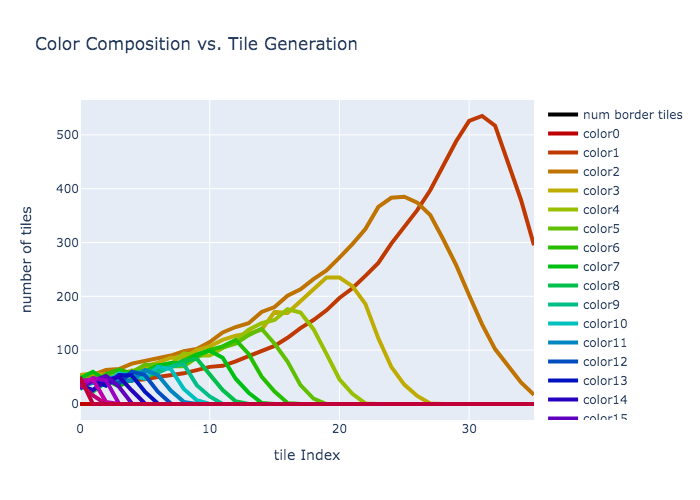 Color Composition vs. Tile Generation
500
400
300
200
100
0
0
10
20
30
number of tiles
tile Index
num border tiles
color0
color1
color2
color3
color4
color5
color6
color7
color8
color9
color10
color11
color12
color13
color14
color15